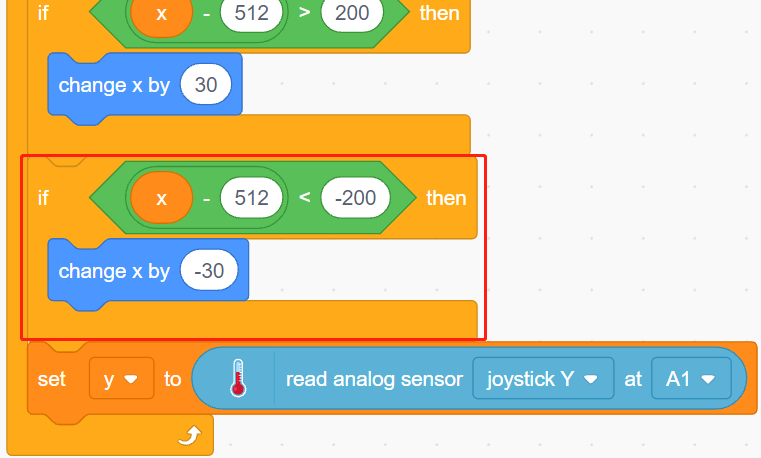 if x - 512 > 200 then
change x by 30
if x - 512 < -200 then
change x by -30
set y to read analog sensor joystick Y at A1